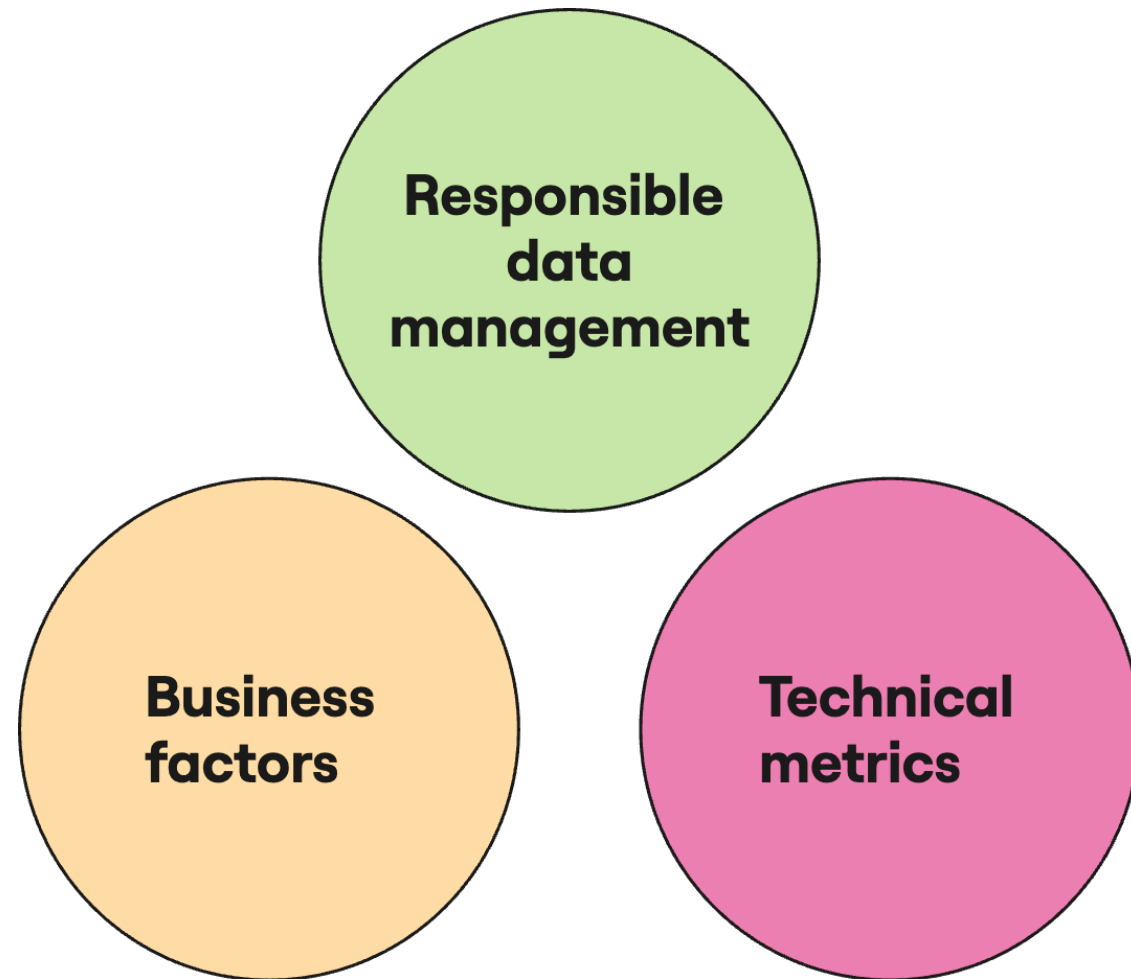 Responsible
data
management
Business
factors
Technical
metrics